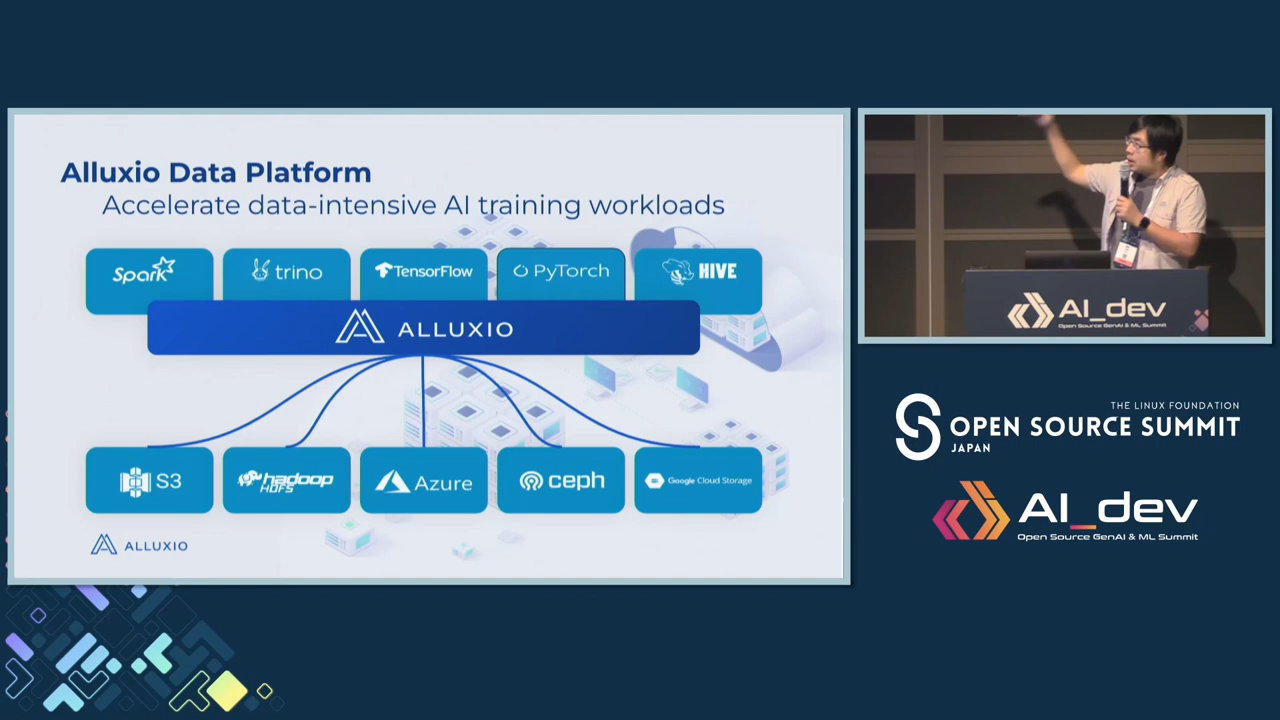 Alluxio Data Platform
Accelerate data-intensive AI training workloads
Spark
trino
TensorFlow
PyTorch
HIVE
ALLUXIO
S3
hadoop
HDFS
Azure
ceph
Google Cloud Storage
ALLUXIO
AI_dev
Open Source GenAI & ML Summit
THE LINUX FOUNDATION
OPEN SOURCE SUMMIT
JAPAN
AI_dev
Open Source GenAI & ML Summit